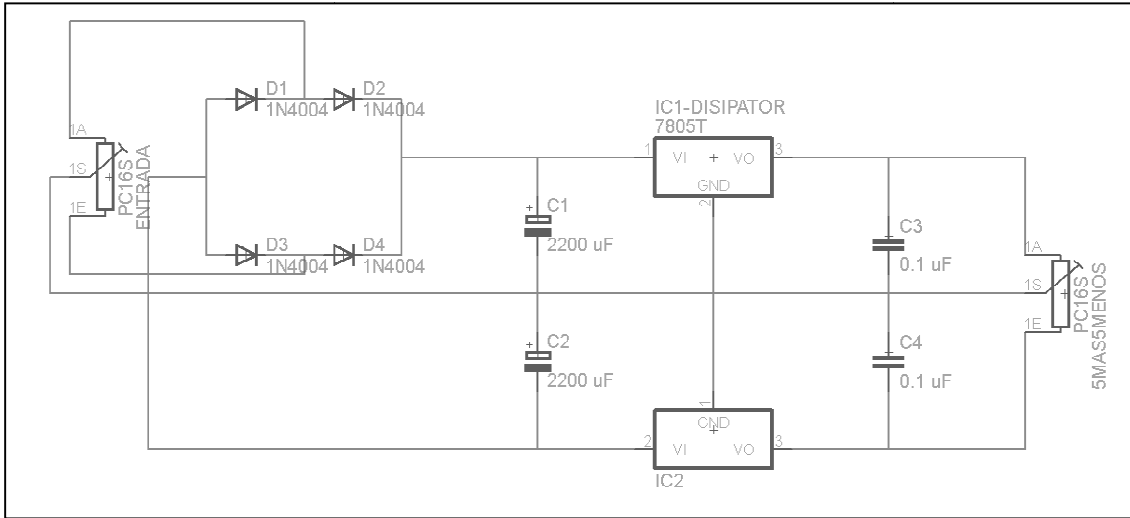 D1
1N4004
D2
1N4004
IC1-DISIPATOR
7805T
1A
1S
1E
PC16S
ENTRADA
1
VI
VO
3
GND
2
+
C1
2200 uF
+
C3
0.1 uF
D3
1N4004
D4
1N4004
1A
1S
1E
PC16S
5MAS5MENOS
+
C2
2200 uF
+
C4
0.1 uF
1
GND
2
VI
VO
3
IC2